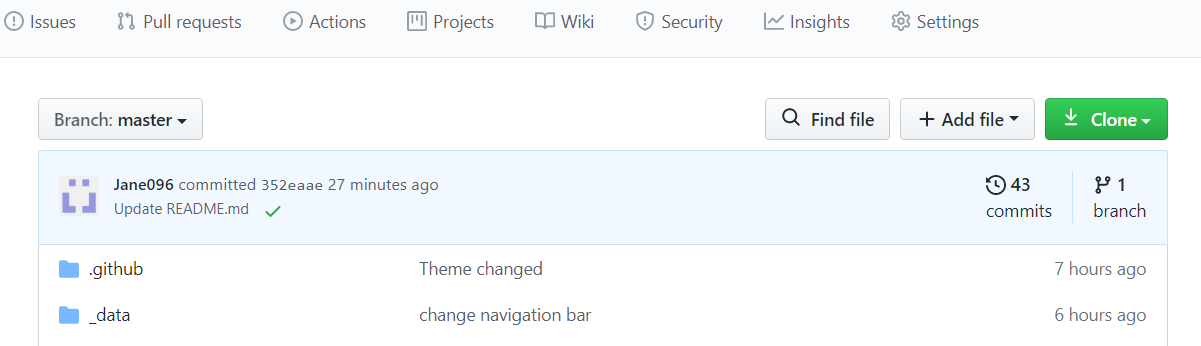 Issues Pull requests Actions Projects Wiki Security Insights Settings
Branch: master Find file Add file Clone
Jane096 committed 352eaae 27 minutes ago 43 1
Update README.md commits branch
.github Theme changed 7 hours ago
_data change navigation bar 6 hours ago